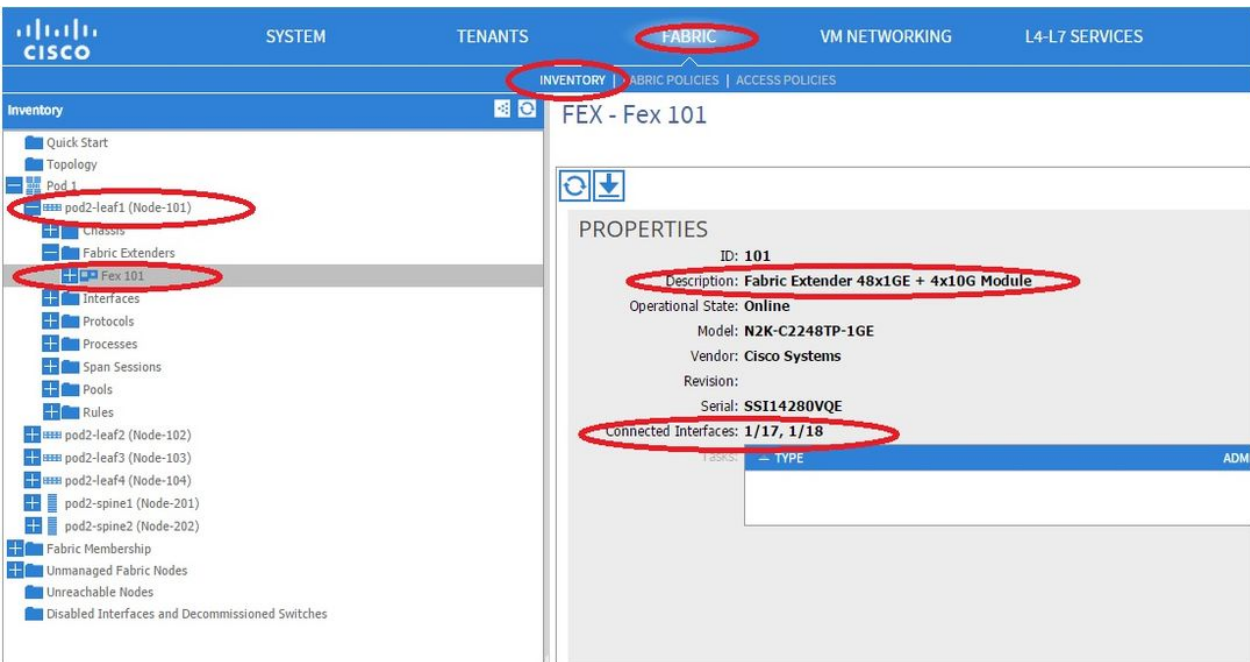 CISCO
SYSTEM TENANTS FABRIC VM NETWORKING L4-L7 SERVICES
INVENTORY | FABRIC POLICIES | ACCESS POLICIES
Inventory
Quick Start
Topology
Pod 1
pod2-leaf1 (Node-101)
Chassis
Fabric Extenders
Fex 101
Interfaces
Protocols
Processes
Span Sessions
Pools
Rules
pod2-leaf2 (Node-102)
pod2-leaf3 (Node-103)
pod2-leaf4 (Node-104)
pod2-spine1 (Node-201)
pod2-spine2 (Node-202)
Fabric Membership
Unmanaged Fabric Nodes
Unreachable Nodes
Disabled Interfaces and Decommissioned Switches
FEX - Fex 101
PROPERTIES
ID: 101
Description: Fabric Extender 48x1GE + 4x10G Module
Operational State: Online
Model: N2K-C2248TP-1GE
Vendor: Cisco Systems
Revision:
Serial: SSI14280VQE
Connected Interfaces: 1/17, 1/18
Tasks:
TYPE ADM